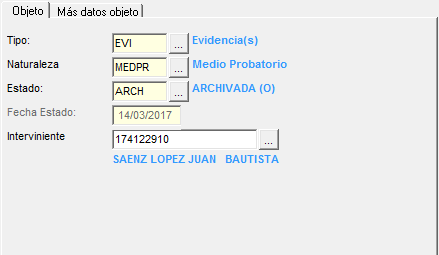 Objeto Más datos objeto
Tipo: EVI ... Evidencia(s)
Naturaleza MEDPR ... Medio Probatorio
Estado: ARCH ... ARCHIVADA (O)
Fecha Estado: 14/03/2017
Interviniente 174122910 ...
SAENZ LOPEZ JUAN BAUTISTA